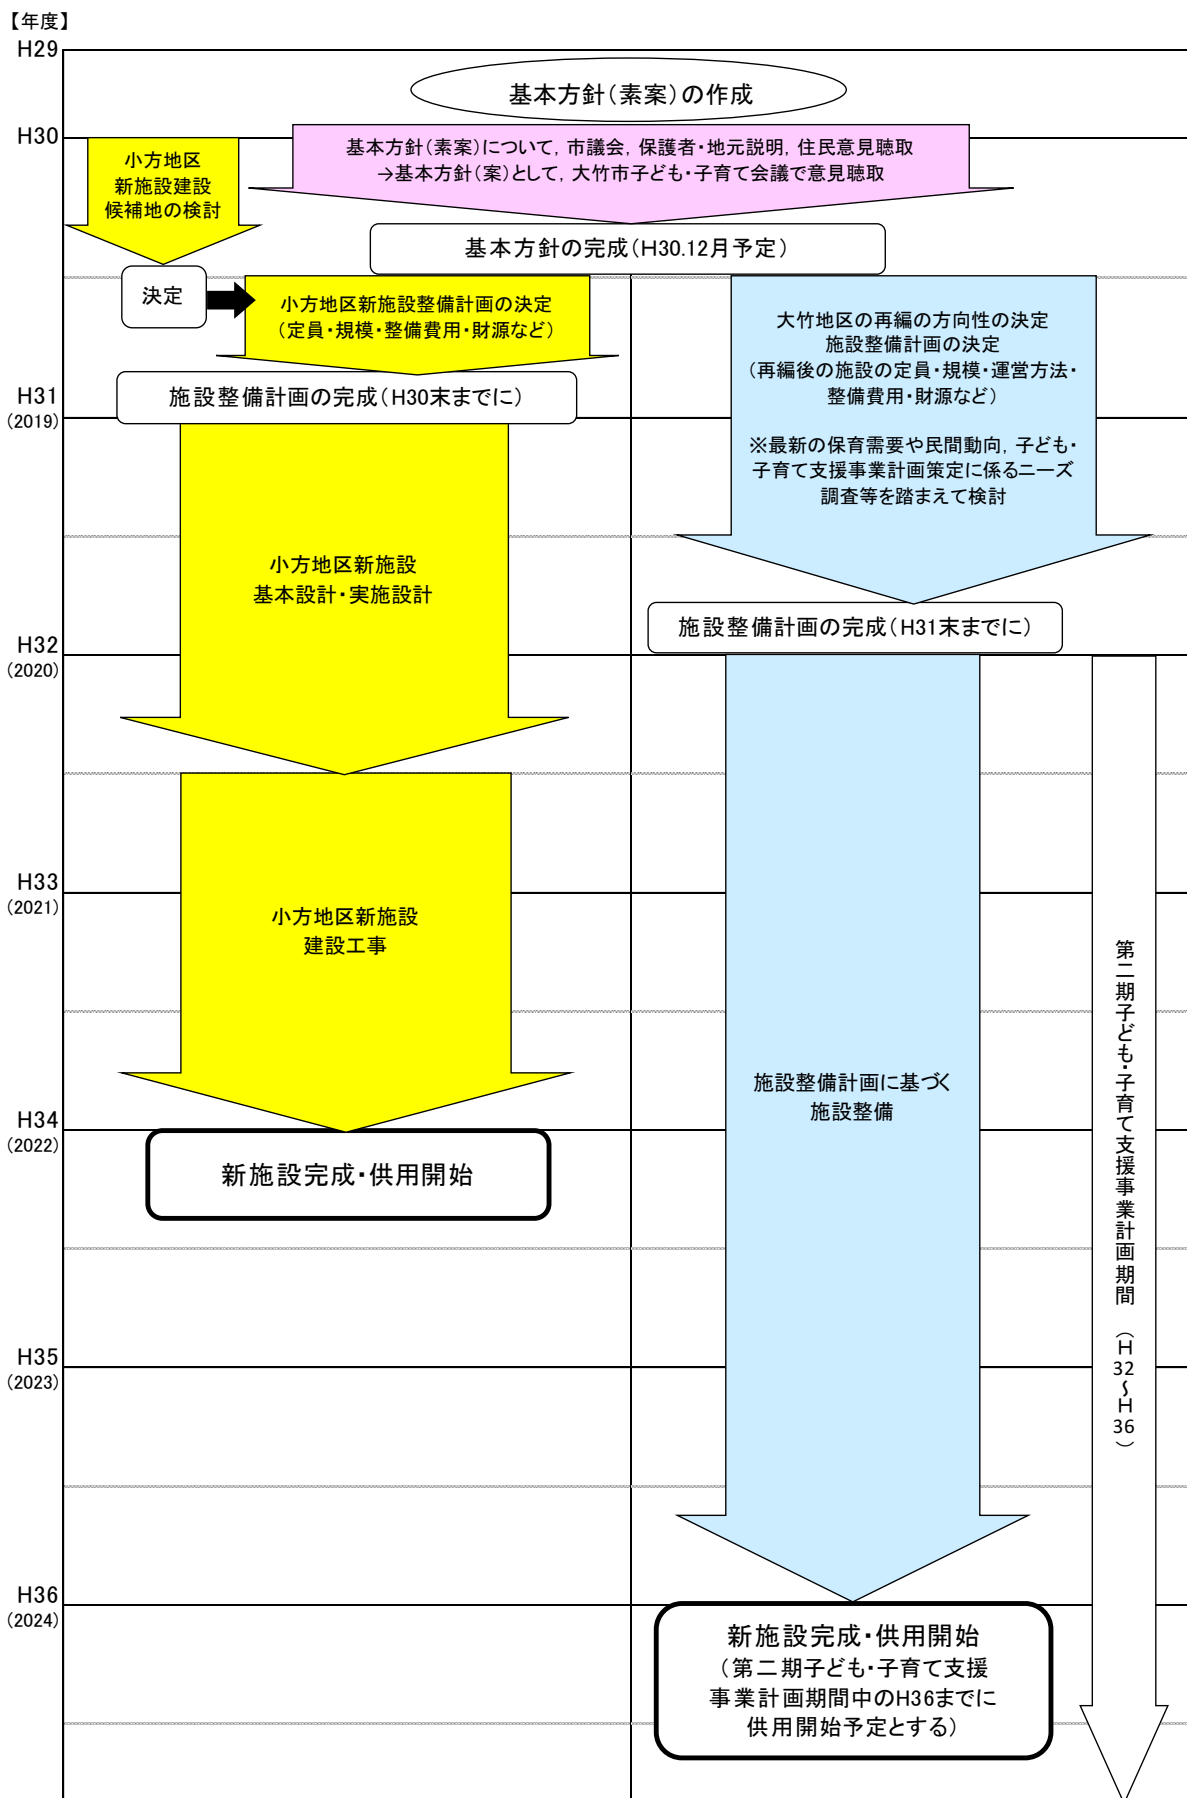 【年度】
H29
基本方針（素案）の作成
H30
小方地区
新施設建設
候補地の検討
基本方針（素案）について，市議会，保護者・地元説明，住民意見聴取
→基本方針（案）として，大竹市子ども・子育て会議で意見聴取
基本方針の完成（H30.12月予定）
決定
小方地区新施設整備計画の決定
（定員・規模・整備費用・財源など）
大竹地区の再編の方向性の決定
施設整備計画の決定
（再編後の施設の定員・規模・運営方法・
整備費用・財源など）
※最新の保育需要や民間動向，子ども・
子育て支援事業計画策定に係るニーズ
調査等を踏まえて検討
施設整備計画の完成（H30末までに）
H31
（2019）
小方地区新施設
基本設計・実施設計
施設整備計画の完成（H31末までに）
H32
（2020）
H33
（2021）
小方地区新施設
建設工事
第二期子ども・子育て支援事業計画期間　（H32～H36）
施設整備計画に基づく
施設整備
H34
（2022）
新施設完成・供用開始
H35
（2023）
H36
（2024）
新施設完成・供用開始
（第二期子ども・子育て支援
事業計画期間中のH36までに
供用開始予定とする）